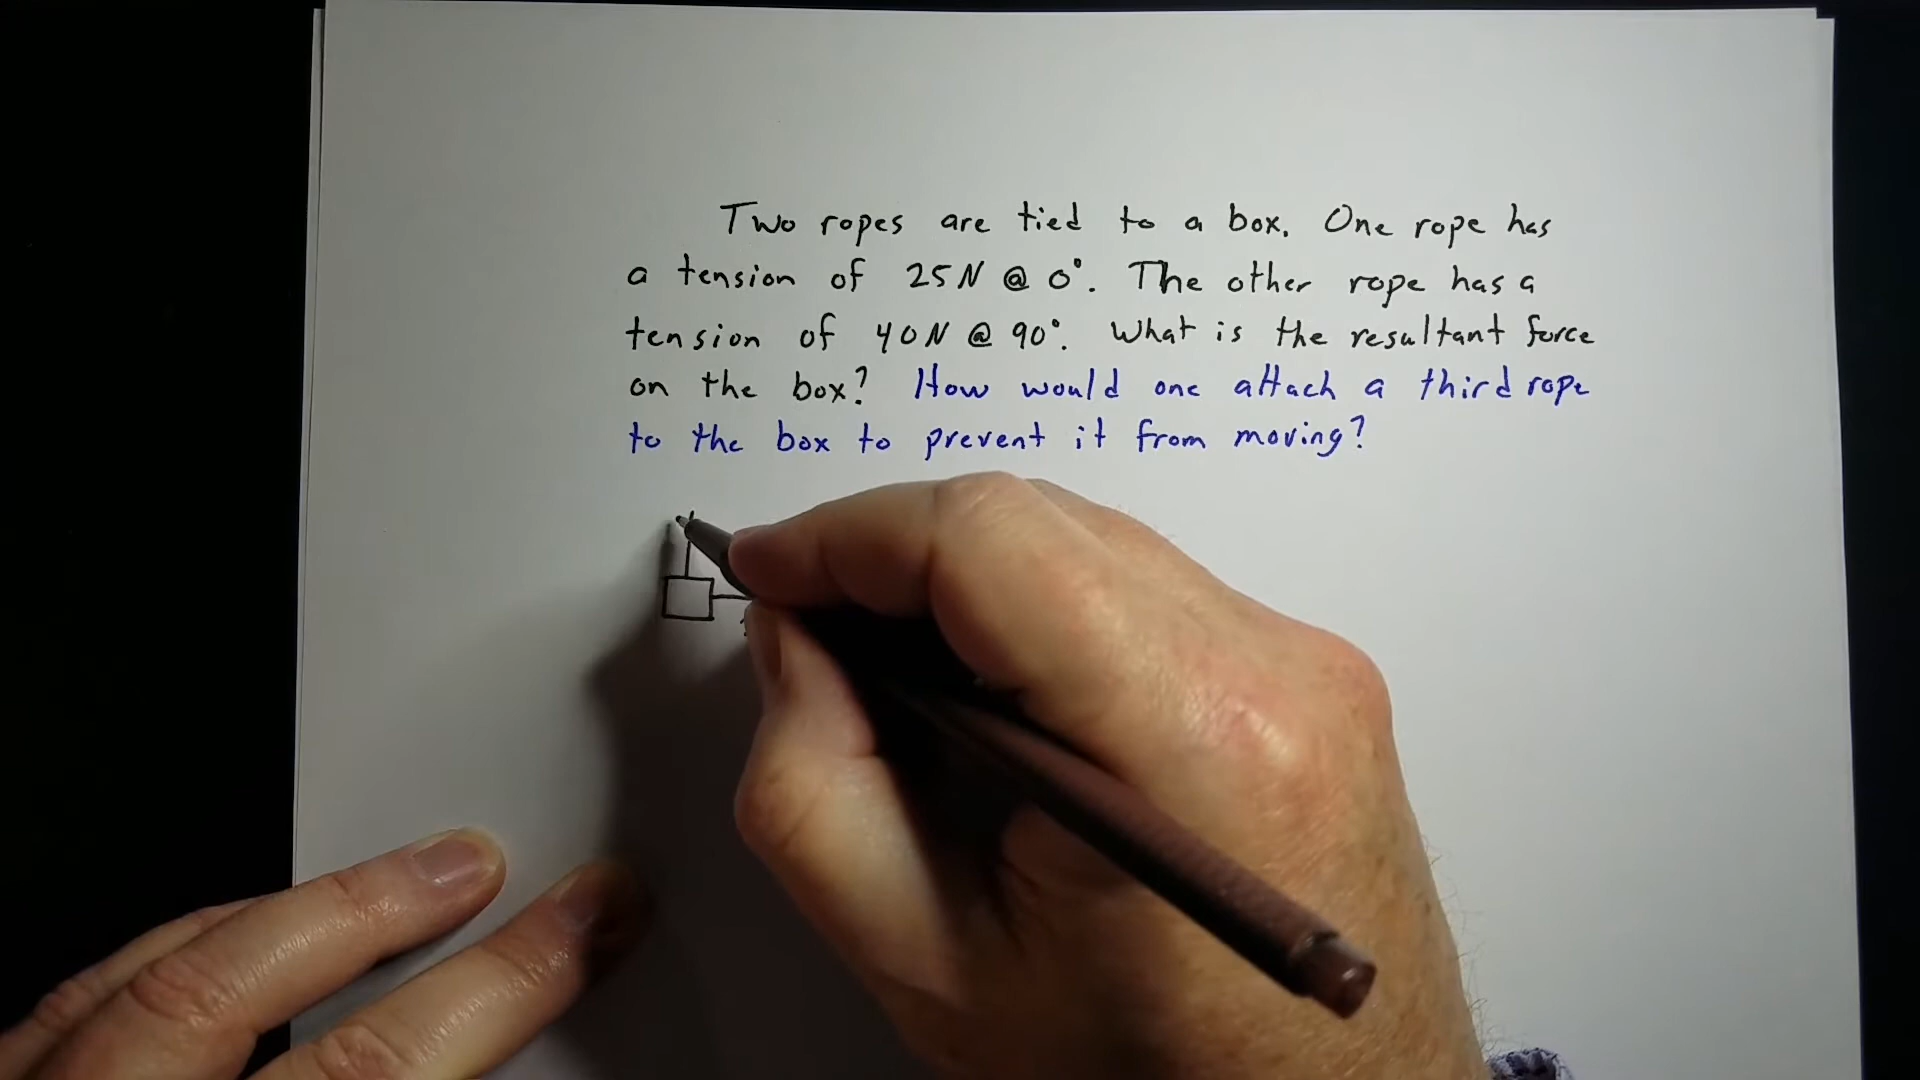 Two ropes are tied to a box. One rope has
a tension of 25N @ 0°. The other rope has a
tension of 40N @ 90°. What is the resultant force
on the box? How would one attach a third rope
to the box to prevent it from moving?